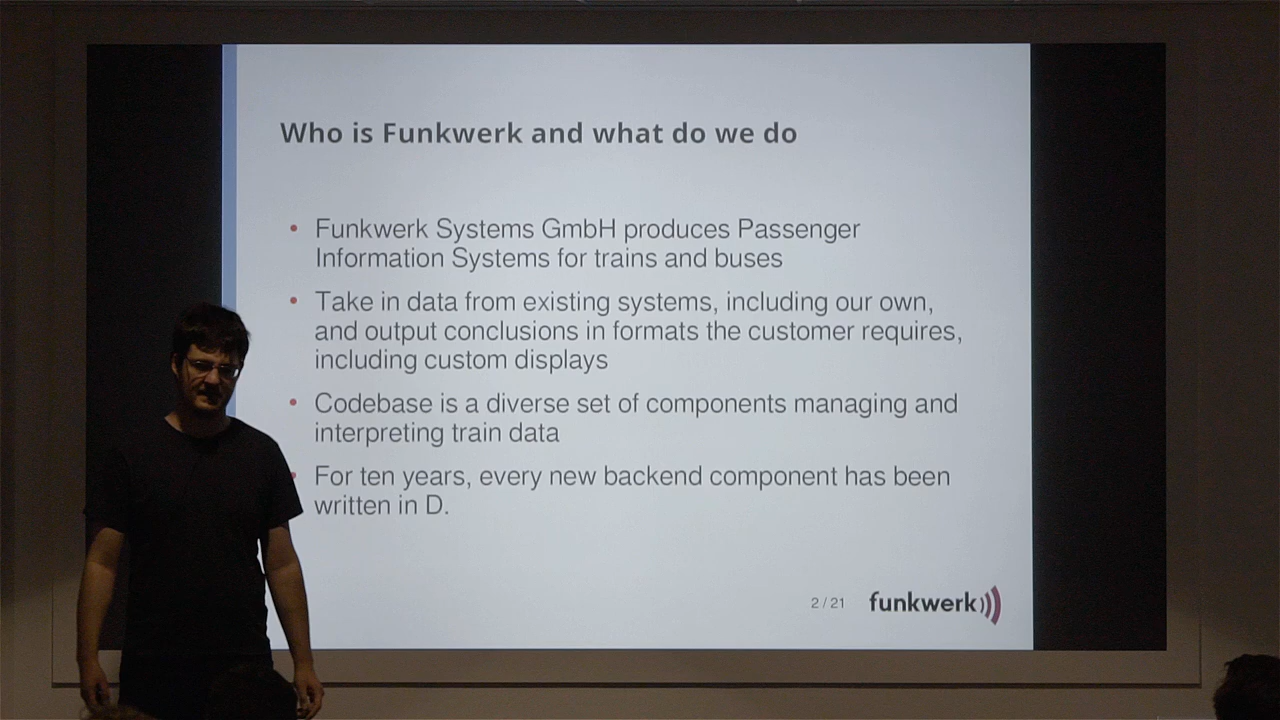 Who is Funkwerk and what do we do
• Funkwerk Systems GmbH produces Passenger
Information Systems for trains and buses
• Take in data from existing systems, including our own,
and output conclusions in formats the customer requires,
including custom displays
• Codebase is a diverse set of components managing and
interpreting train data
• For ten years, every new backend component has been
written in D.
2/21
funkwerk